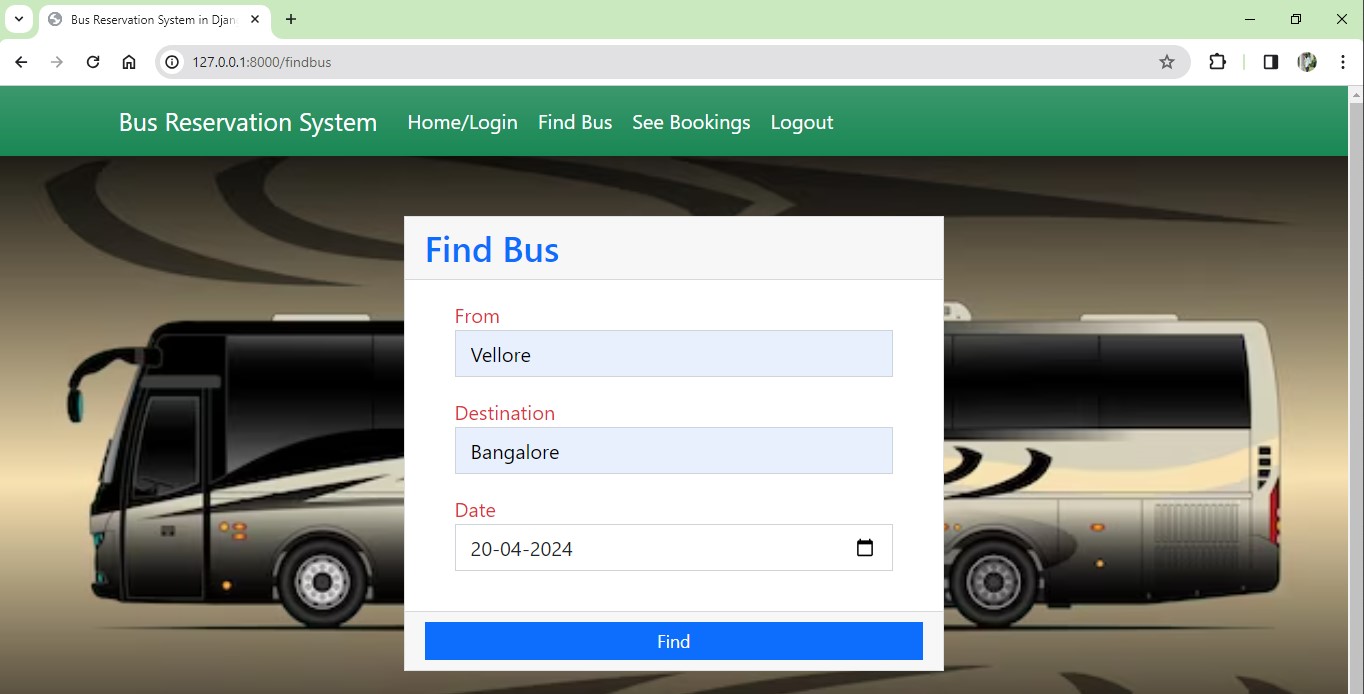 Bus Reservation System in Djan
127.0.0.1:8000/findbus
Bus Reservation System Home/Login Find Bus See Bookings Logout
Find Bus
From
Vellore
Destination
Bangalore
Date
20-04-2024
Find